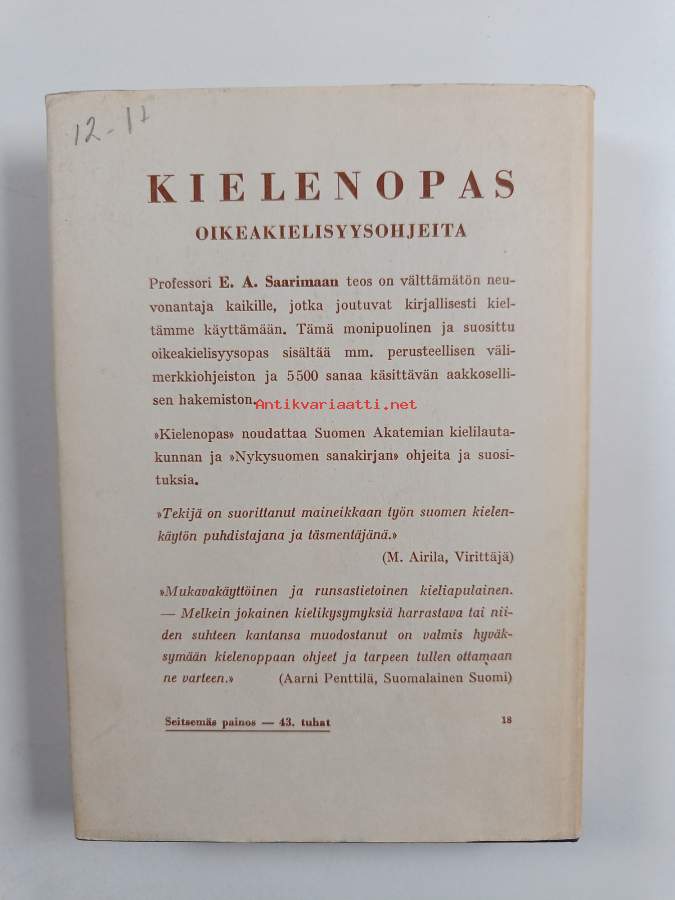 12-12
KIELENOPAS
OIKEAKIELISYYSOHJEITA
Professori E. A. Saarimaan teos on välttämätön neu-
vonantaja kaikille, jotka joutuvat kirjallisesti kiel-
tämme käyttämään. Tämä monipuolinen ja suosittu
oikeakielisyysopas sisältää mm. perusteellisen väli-
merkkiohjeiston ja 5 500 sanaa käsittävän aakkoselli-
sen hakemiston.
Antikvariaatti.net
»Kielenopas» noudattaa Suomen Akatemian kielilauta-
kunnan ja »Nykysuomen sanakirjan» ohjeita ja suosi-
tuksia.
»Tekijä on suorittanut maineikkaan työn suomen kielen-
käytön puhdistajana ja täsmentäjänä.»
(M. Airila, Virittäjä)
»Mukavakäyttöinen ja runsastietoinen kieliapulainen.
— Melkein jokainen kielikysymyksiä harrastava tai nii-
den suhteen kantansa muodostanut on valmis hyväk-
symään kielenoppaan ohjeet ja tarpeen tullen ottamaan
ne varteen.» (Aarni Penttilä, Suomalainen Suomi)
Seitsemäs painos — 43. tuhat 18